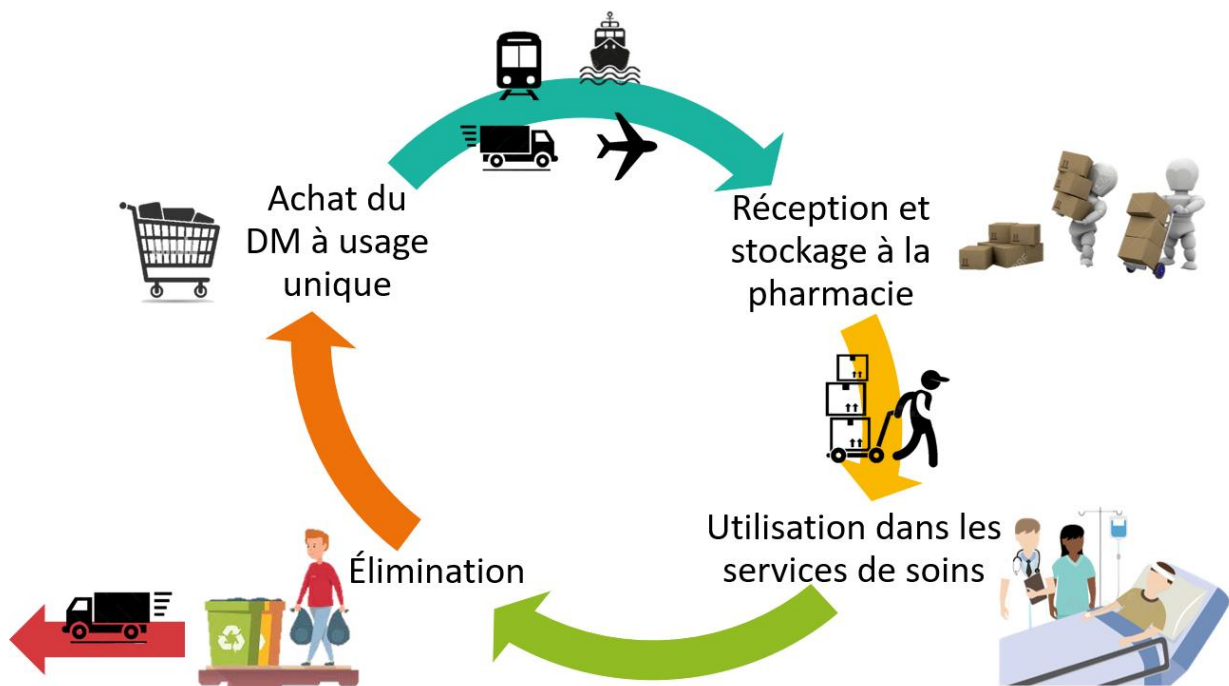 Achat du
DM à usage
unique
Réception et
stockage à la
pharmacie
Utilisation dans les
services de soins
Élimination